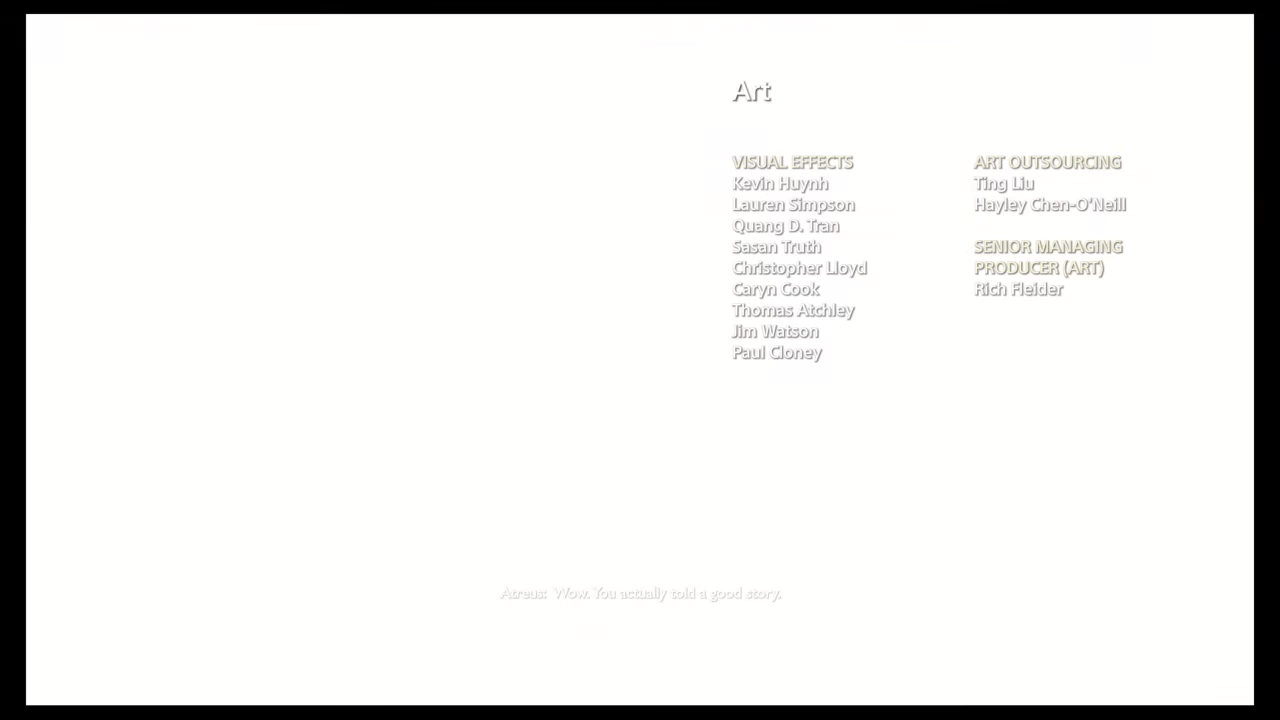 Art
VISUAL EFFECTS
Kevin Huynh
Lauren Simpson
Quang D. Tran
Sasan Truth
Christopher Lloyd
Caryn Cook
Thomas Atchley
Jim Watson
Paul Cloney
ART OUTSOURCING
Ting Liu
Hayley Chen-O'Neill
SENIOR MANAGING
PRODUCER (ART)
Rich Fleider
Atreus: Wow. You actually told a good story.